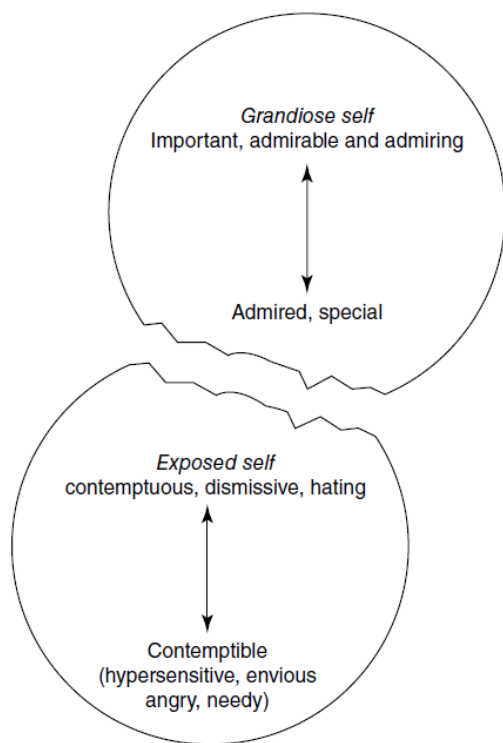 Grandiose self
Important, admirable and admiring
Admired, special
Exposed self
contemptuous, dismissive, hating
Contemptible
(hypersensitive, envious
angry, needy)